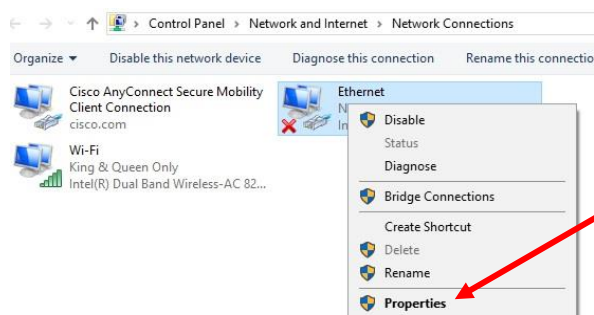 Control Panel > Network and Internet > Network Connections
Organize Disable this network device Diagnose this connection Rename this connectio
Cisco AnyConnect Secure Mobility
Client Connection
cisco.com
Wi-Fi
King & Queen Only
Intel(R) Dual Band Wireless-AC 82...
Ethernet
N
In
Disable
Status
Diagnose
Bridge Connections
Create Shortcut
Delete
Rename
Properties